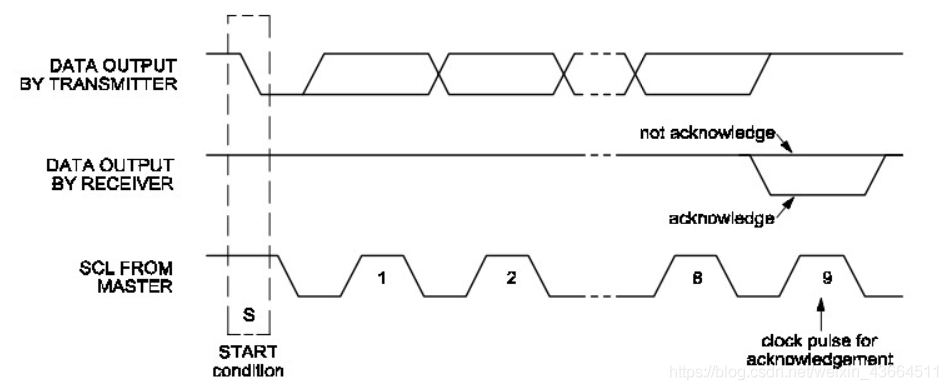 DATA OUTPUT
BY TRANSMITTER
not acknowledge
DATA OUTPUT
BY RECEIVER
acknowledge
SCL FROM
MASTER
1
2
8
9
S
START
condition
clock pulse for
acknowledgement
https://blog.csdn.net/weixin_43664511